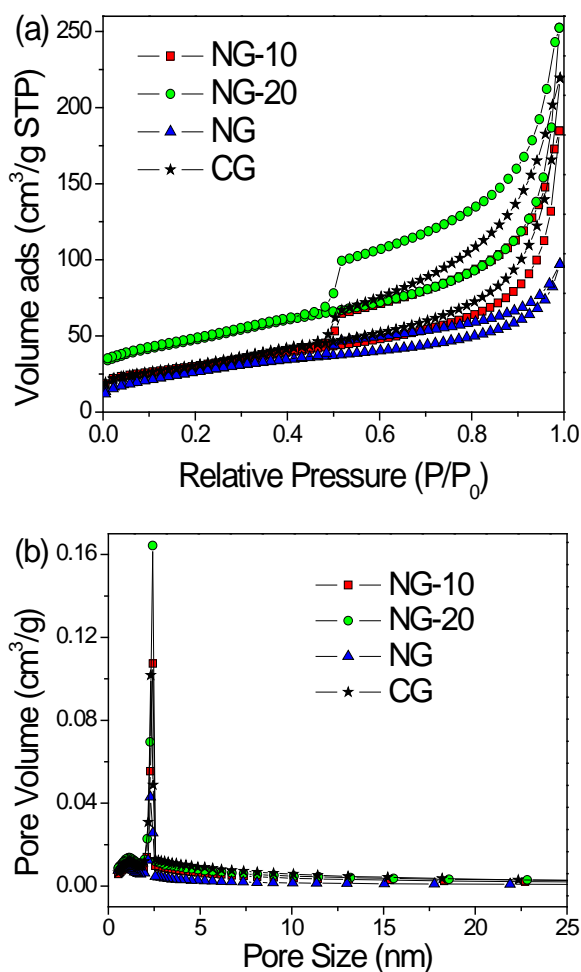 (a)
250
200
150
100
50
0
Volume ads (cm³/g STP)
NG-10
NG-20
NG
CG
0.0 0.2 0.4 0.6 0.8 1.0
Relative Pressure (P/P₀)
(b)
0.16
0.12
0.08
0.04
0.00
Pore Volume (cm³/g)
NG-10
NG-20
NG
CG
0 5 10 15 20 25
Pore Size (nm)